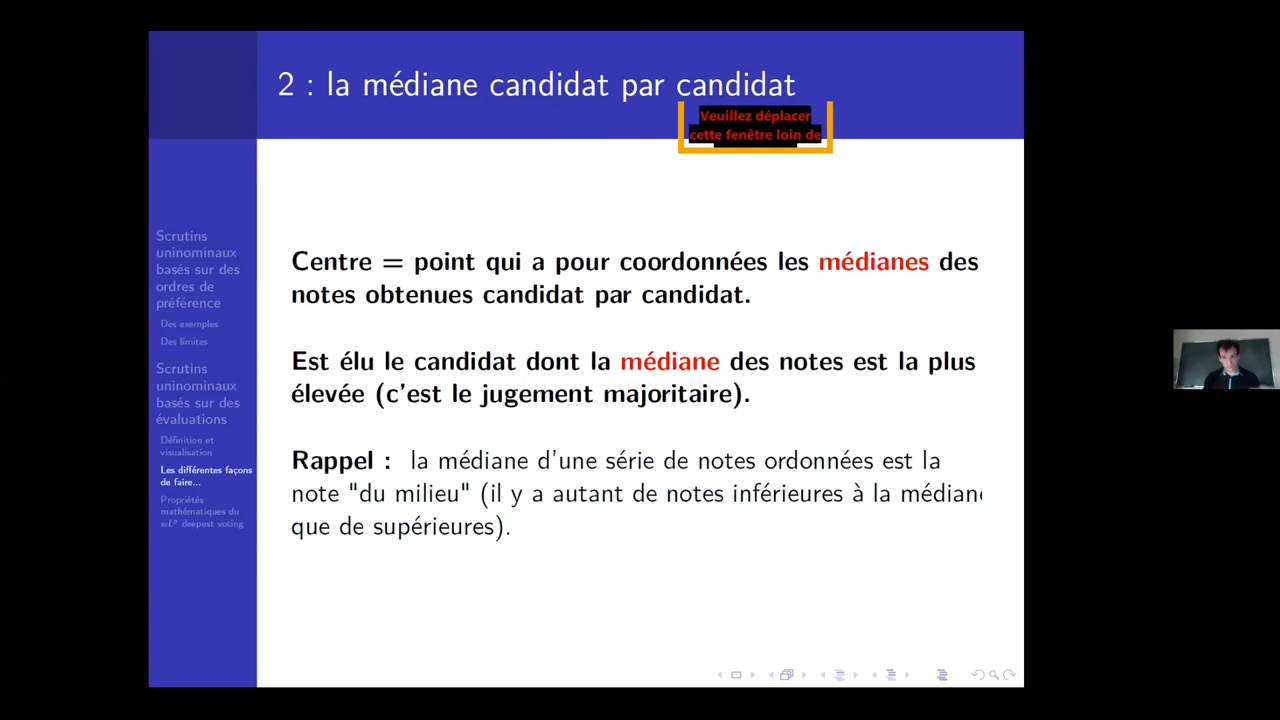 2 : la médiane candidat par candidat
Veuillez déplacer
cette fenêtre loin de
Scrutins
uninominaux
basés sur des
ordres de
préférence
Des exemples
Des limites
Scrutins
uninominaux
basés sur des
évaluations
Définition et
visualisation
Les différentes façons
de faire...
Propriétés
mathématiques du
wLᵖ deepest voting
Centre = point qui a pour coordonnées les médianes des
notes obtenues candidat par candidat.
Est élu le candidat dont la médiane des notes est la plus
élevée (c'est le jugement majoritaire).
Rappel : la médiane d'une série de notes ordonnées est la
note "du milieu" (il y a autant de notes inférieures à la médiane
que de supérieures).